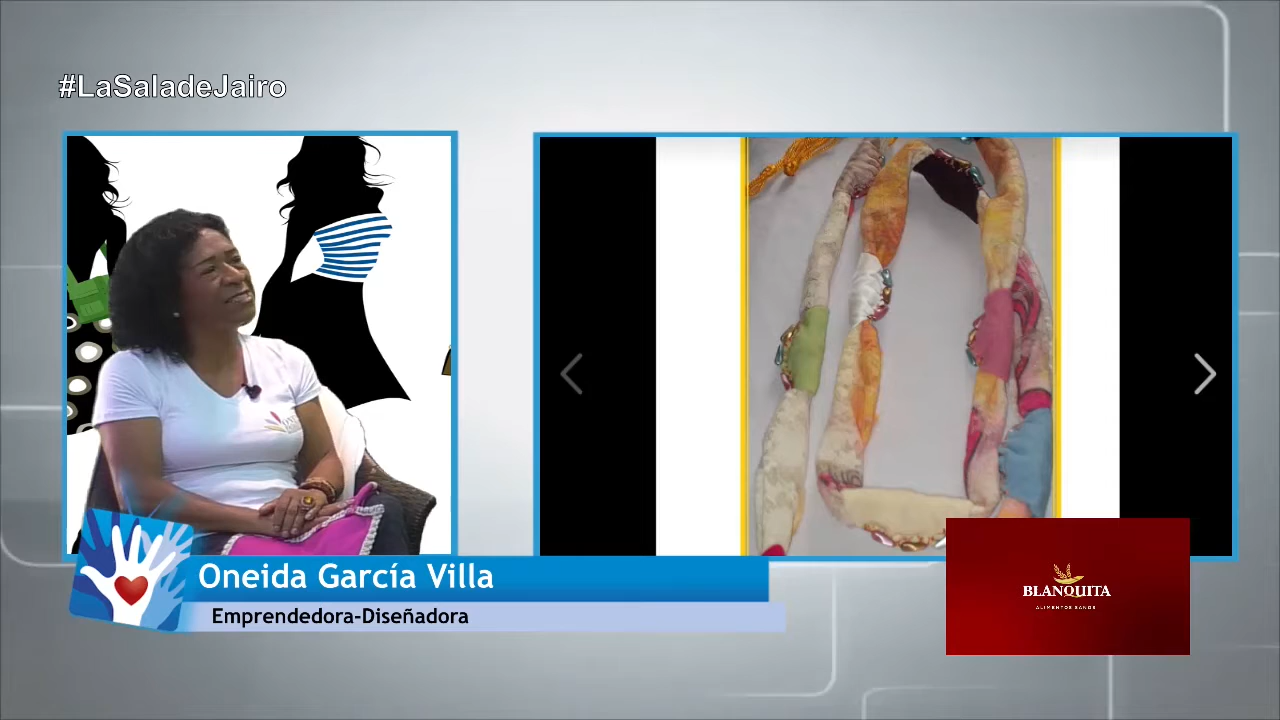 #LaSaladeJairo
Oneida García Villa
Emprendedora-Diseñadora
BLANQUITA
ALIMENTOS SANOS